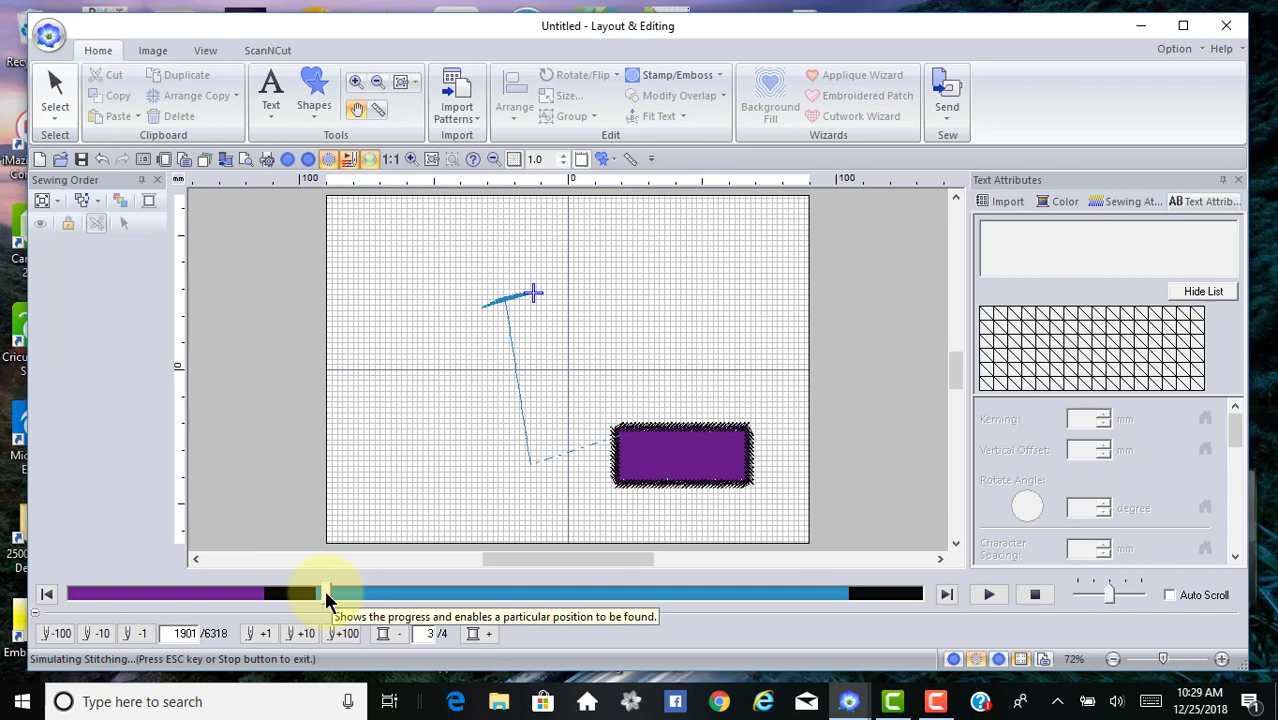 Untitled - Layout & Editing
Home Image View ScanNCut
Option Help
Select
Cut Duplicate
Copy Arrange Copy
Paste Delete
Text Shapes
Import Patterns
Arrange
Rotate/Flip Stamp/Emboss
Size... Modify Overlap
Group Fit Text
Background Fill
Applique Wizard
Embroidered Patch
Cutwork Wizard
Send
Select Clipboard Tools Import Edit Wizards Sew
1:1 1.0
Sewing Order
mm 100 0 100
0
Text Attributes
Import Color Sewing At... AB Text Attrib...
Hide List
Kerning: mm
Vertical Offset: mm
Rotate Angle:
degree
Character Spacing: mm
Auto Scroll
Shows the progress and enables a particular position to be found.
-100 -10 -1 1901 /6318 +1 +10 +100 - 3 /4 +
Simulating Stitching...(Press ESC key or Stop button to exit.) 72%
Type here to search
10:29 AM
12/25/2018